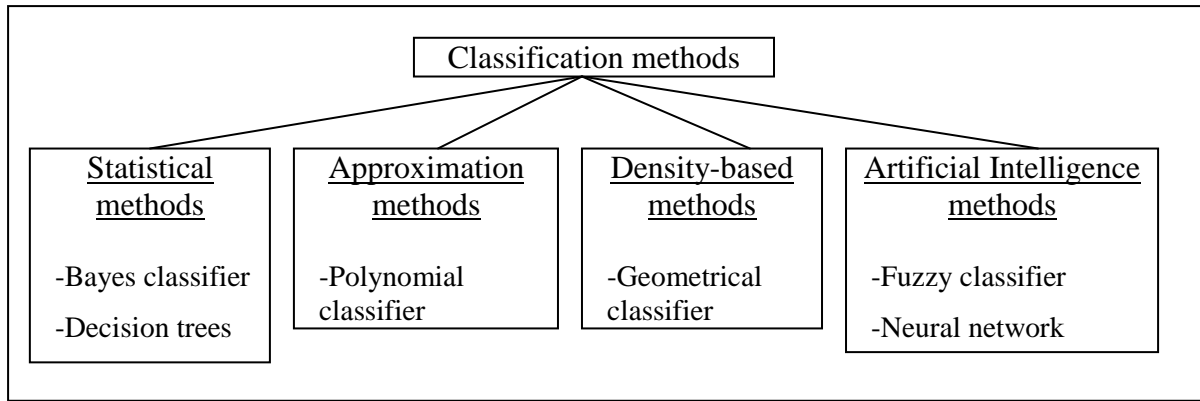 Classification methods
Statistical
methods
-Bayes classifier
-Decision trees
Approximation
methods
-Polynomial
classifier
Density-based
methods
-Geometrical
classifier
Artificial Intelligence
methods
-Fuzzy classifier
-Neural network